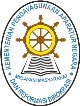 KEMENTERIAN PENDAYAGUNAAN APARATUR NEGARA
DAN REFORMASI BIROKRASI